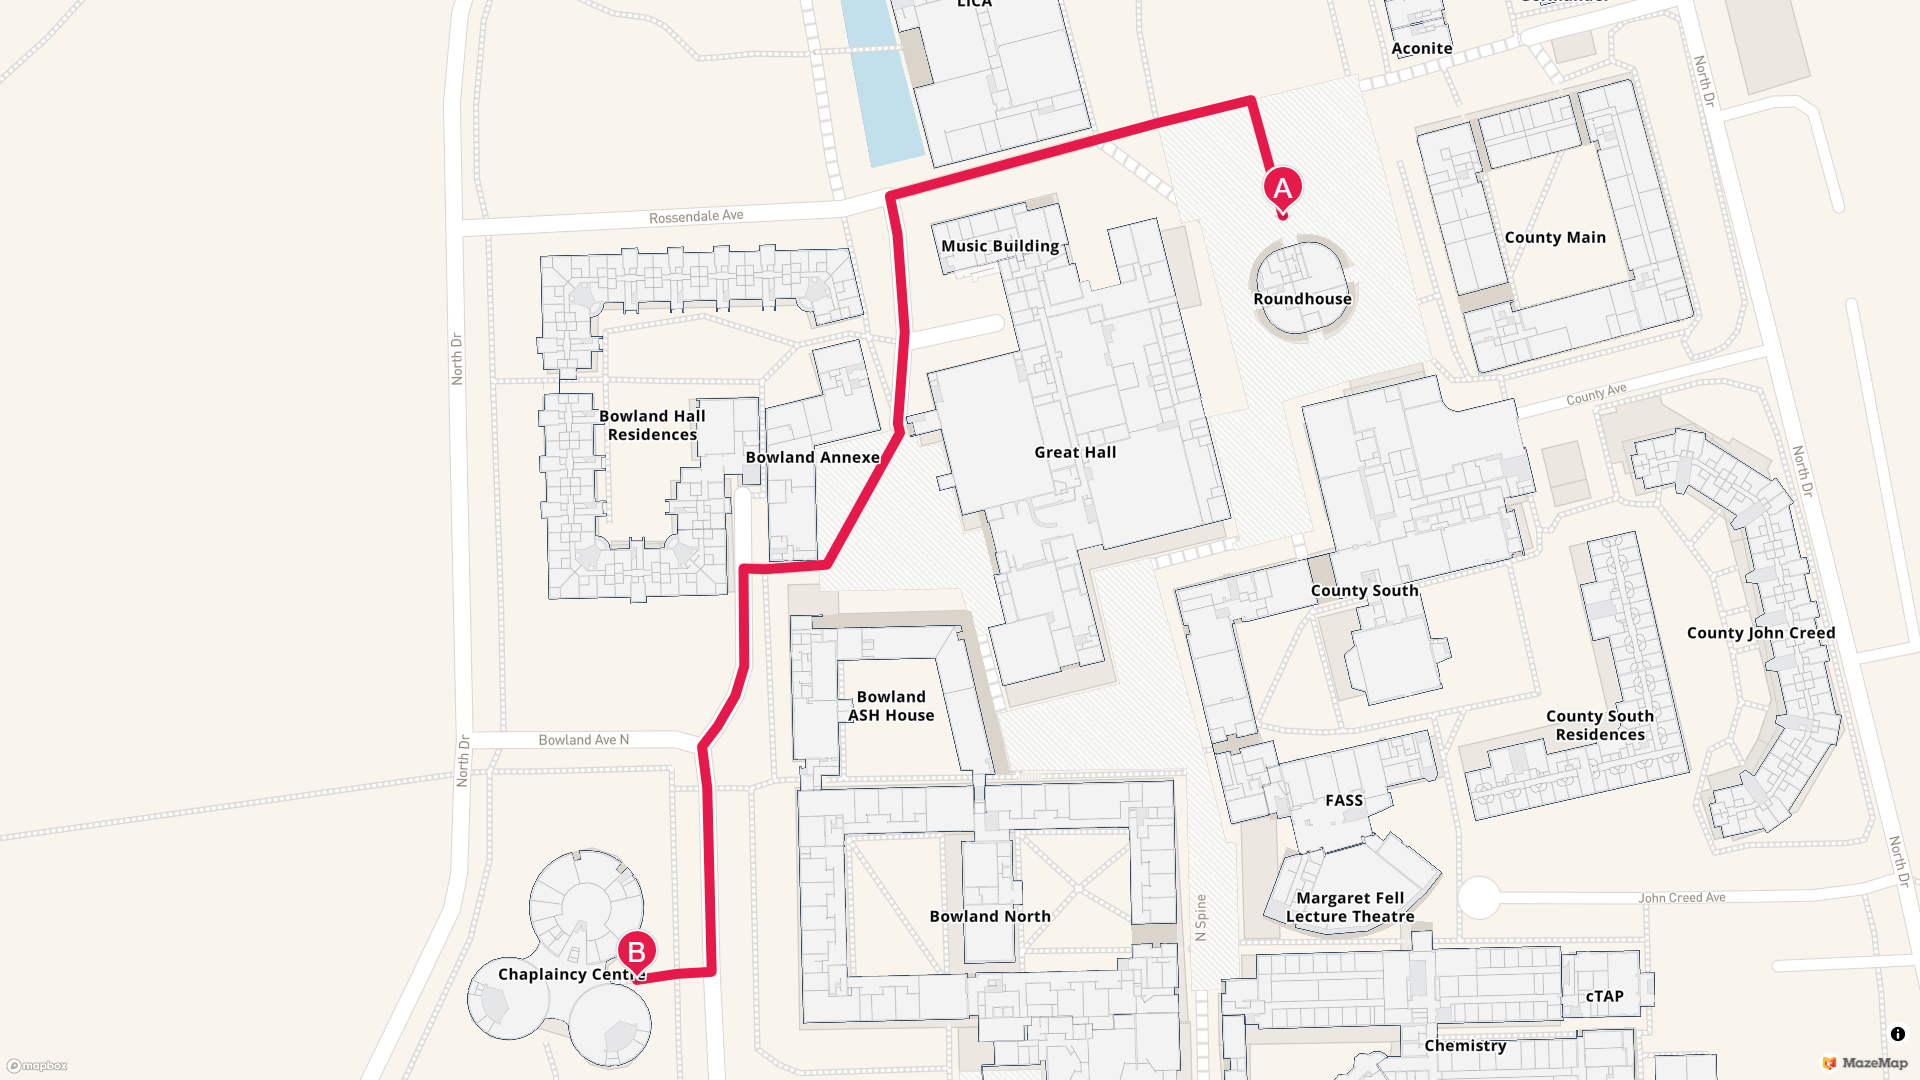 LICA
Aconite
North Dr
Rossendale Ave
A
Music Building
County Main
Roundhouse
North Dr
County Ave
Bowland Hall
Residences
Bowland Annexe
Great Hall
North Dr
County South
County John Creed
Bowland
ASH House
County South
Residences
Bowland Ave N
North Dr
FASS
North Dr
Margaret Fell
Lecture Theatre
John Creed Ave
Bowland North
N Spine
B
Chaplaincy Centre
cTAP
Chemistry
mapbox
MazeMap